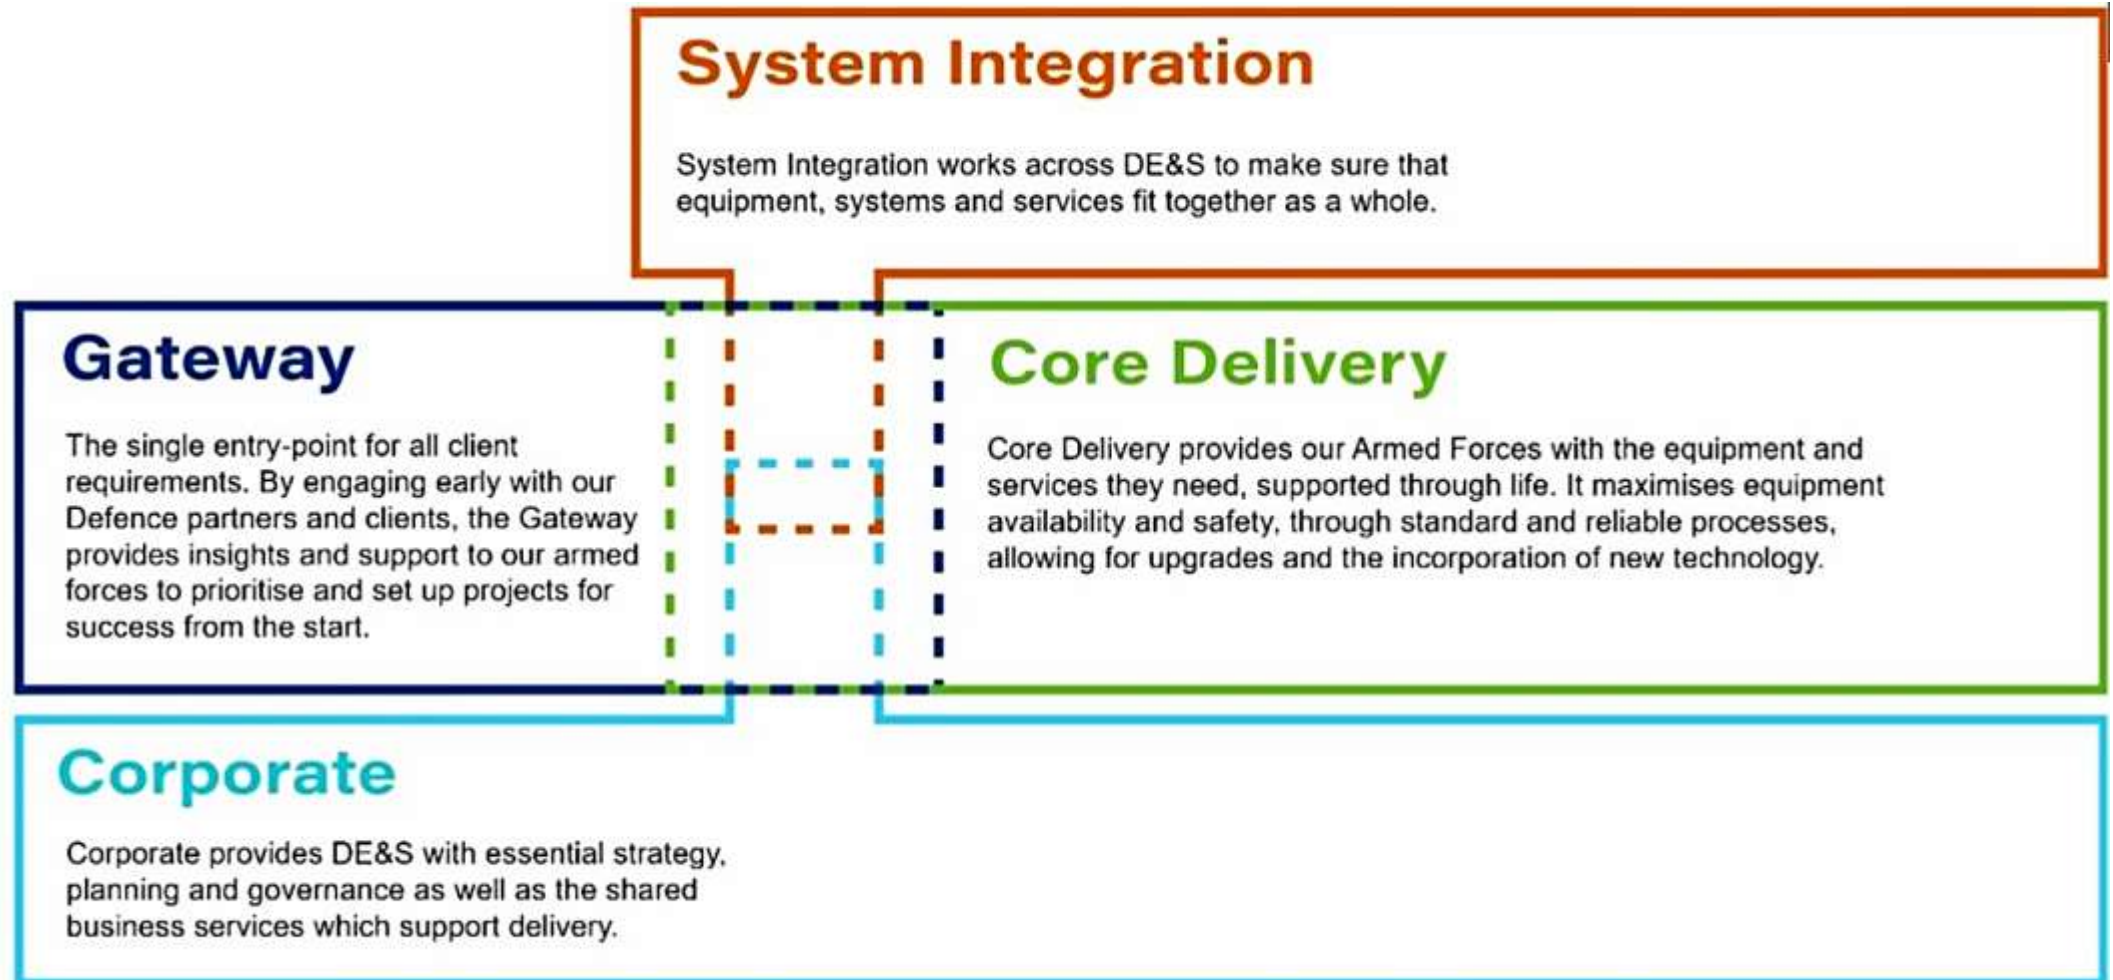 System Integration
System Integration works across DE&S to make sure that
equipment, systems and services fit together as a whole.
Gateway
The single entry-point for all client
requirements. By engaging early with our
Defence partners and clients, the Gateway
provides insights and support to our armed
forces to prioritise and set up projects for
success from the start.
Core Delivery
Core Delivery provides our Armed Forces with the equipment and
services they need, supported through life. It maximises equipment
availability and safety, through standard and reliable processes,
allowing for upgrades and the incorporation of new technology.
Corporate
Corporate provides DE&S with essential strategy,
planning and governance as well as the shared
business services which support delivery.